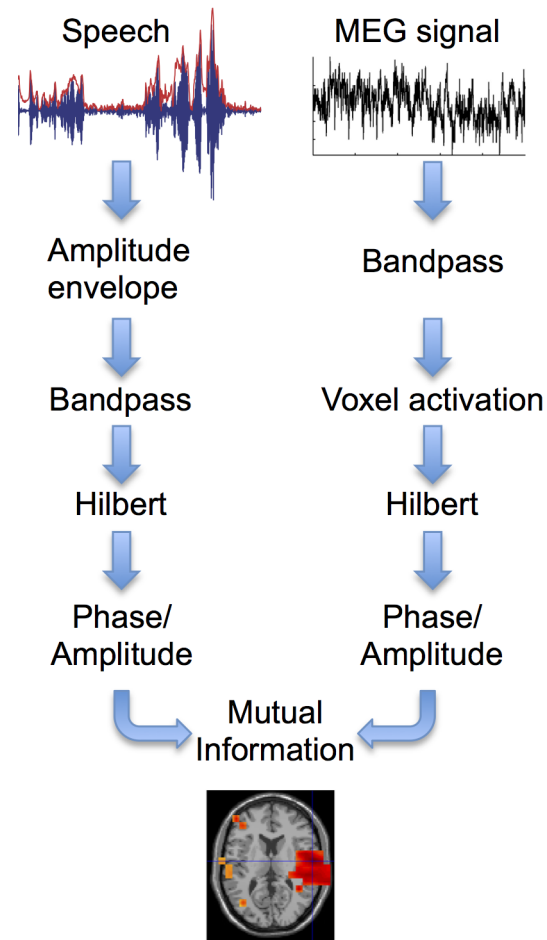 Speech
MEG signal
Amplitude
envelope
Bandpass
Bandpass
Voxel activation
Hilbert
Hilbert
Phase/
Amplitude
Phase/
Amplitude
Mutual
Information